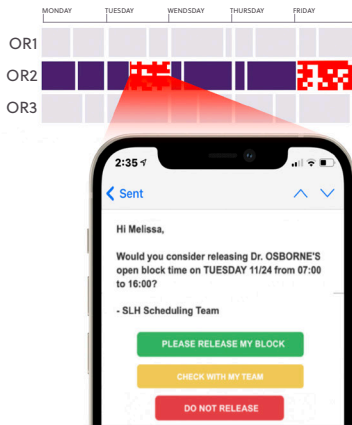 MONDAY TUESDAY WENDSDAY THURSDAY FRIDAY
OR1
OR2
OR3
2:35
Sent
Hi Melissa,
Would you consider releasing Dr. OSBORNE'S
open block time on TUESDAY 11/24 from 07:00
to 16:00?
- SLH Scheduling Team
PLEASE RELEASE MY BLOCK
CHECK WITH MY TEAM
DO NOT RELEASE